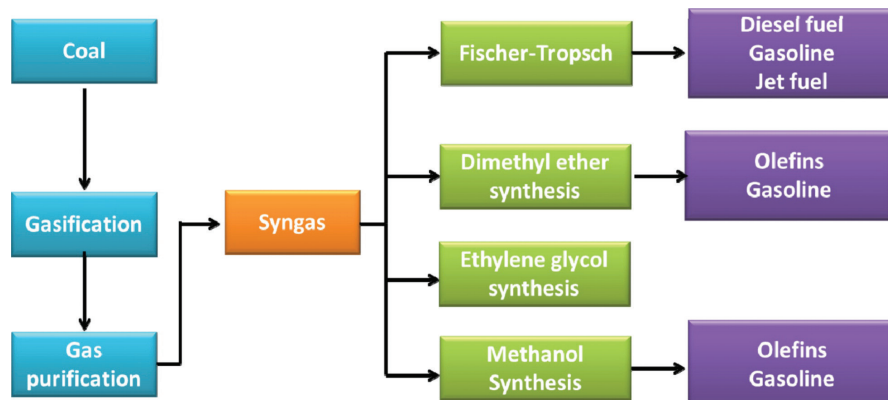 Coal
Gasification
Gas
purification
Syngas
Fischer-Tropsch
Dimethyl ether
synthesis
Ethylene glycol
synthesis
Methanol
Synthesis
Diesel fuel
Gasoline
Jet fuel
Olefins
Gasoline
Olefins
Gasoline